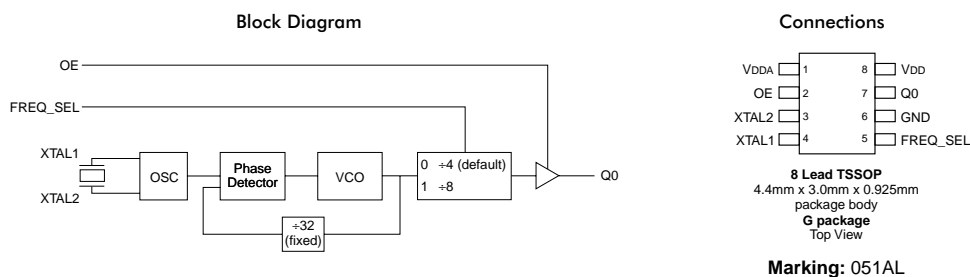 Block Diagram
OE
FREQ_SEL
XTAL1
XTAL2
OSC
Phase
Detector
VCO
÷32
(fixed)
0 ÷4 (default)
1 ÷8
Q0
Connections
VDDA 1 8 VDD
OE 2 7 Q0
XTAL2 3 6 GND
XTAL1 4 5 FREQ_SEL
8 Lead TSSOP
4.4mm x 3.0mm x 0.925mm
package body
G package
Top View
Marking: 051AL